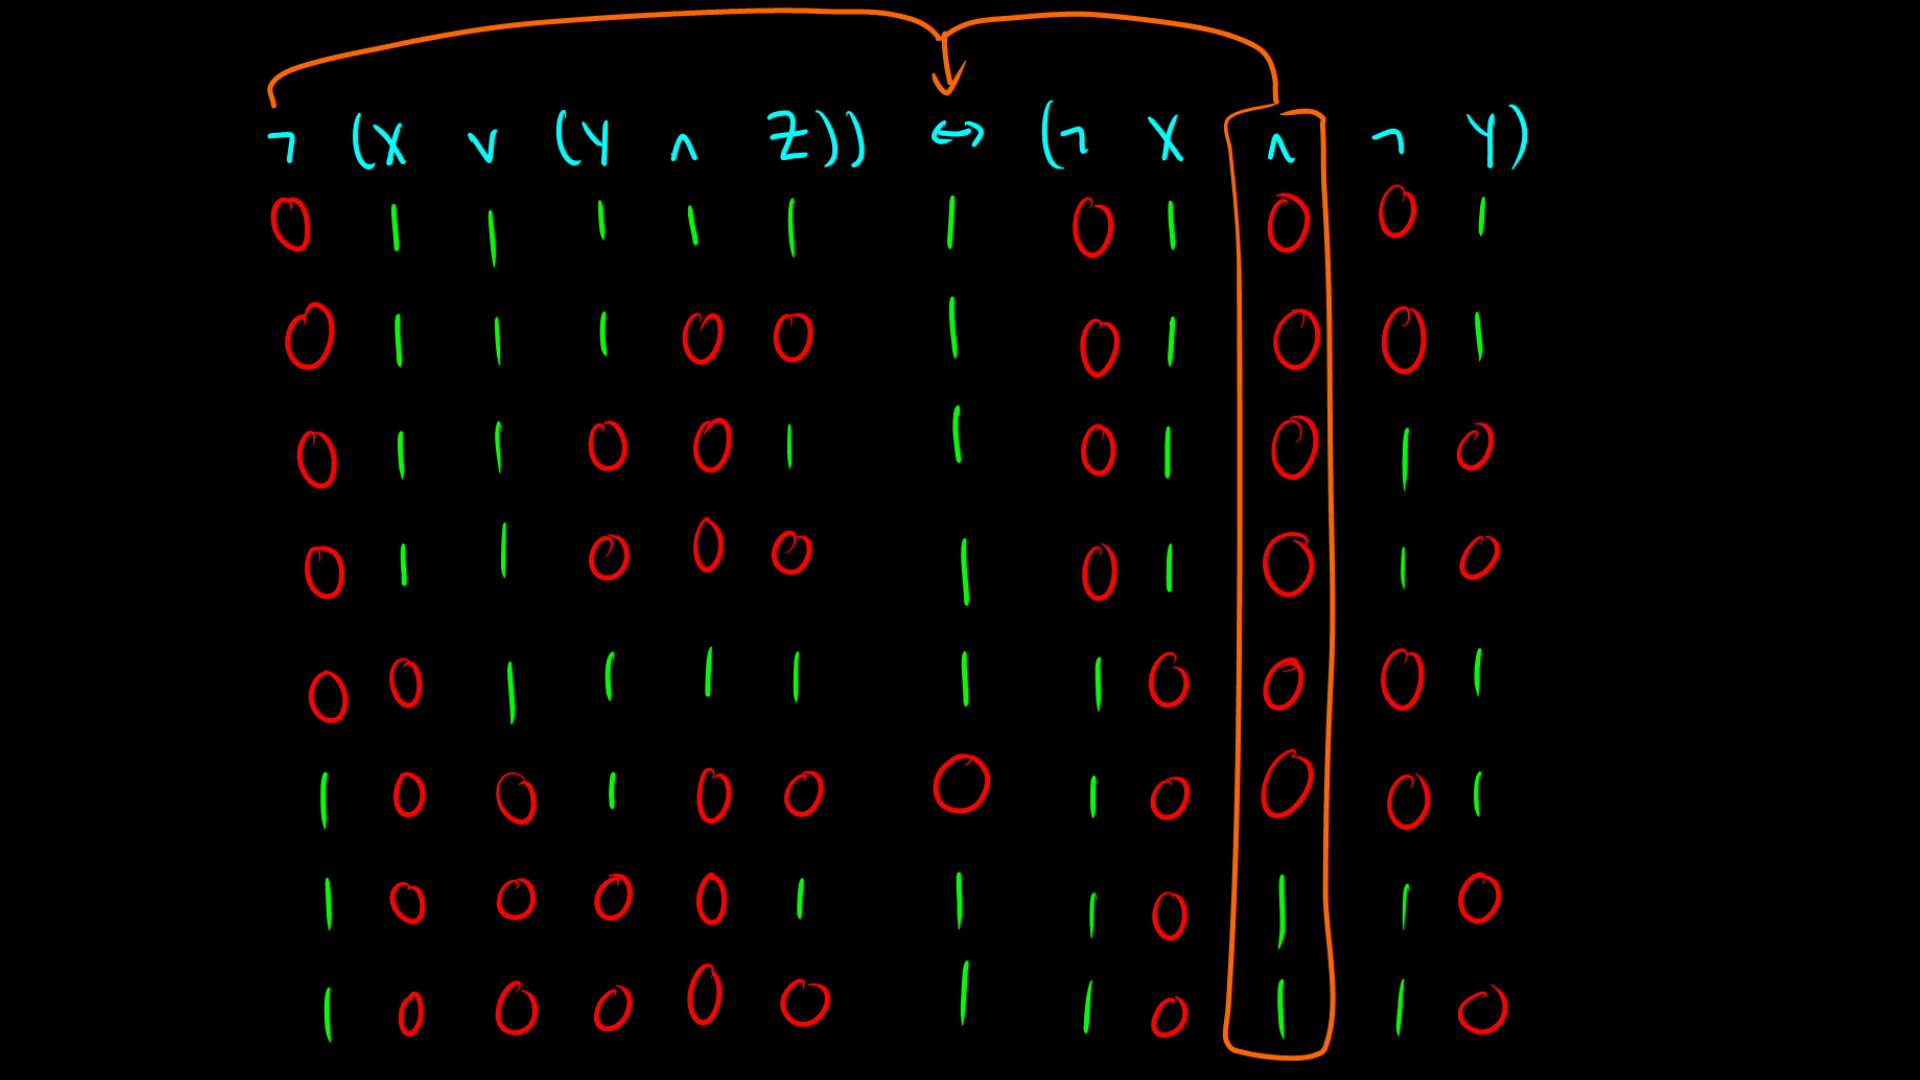 ¬ (X ∨ (Y ∧ Z)) ↔ (¬ X ∧ ¬ Y)
0 1 1 1 1 1 1 0 1 0 0 1
0 1 1 1 0 0 1 0 1 0 0 1
0 1 1 0 0 1 1 0 1 0 1 0
0 1 1 0 0 0 1 0 1 0 1 0
0 0 1 1 1 1 1 1 0 0 0 1
1 0 0 1 0 0 0 1 0 0 0 1
1 0 0 0 0 1 1 1 0 1 1 0
1 0 0 0 0 0 1 1 0 1 1 0